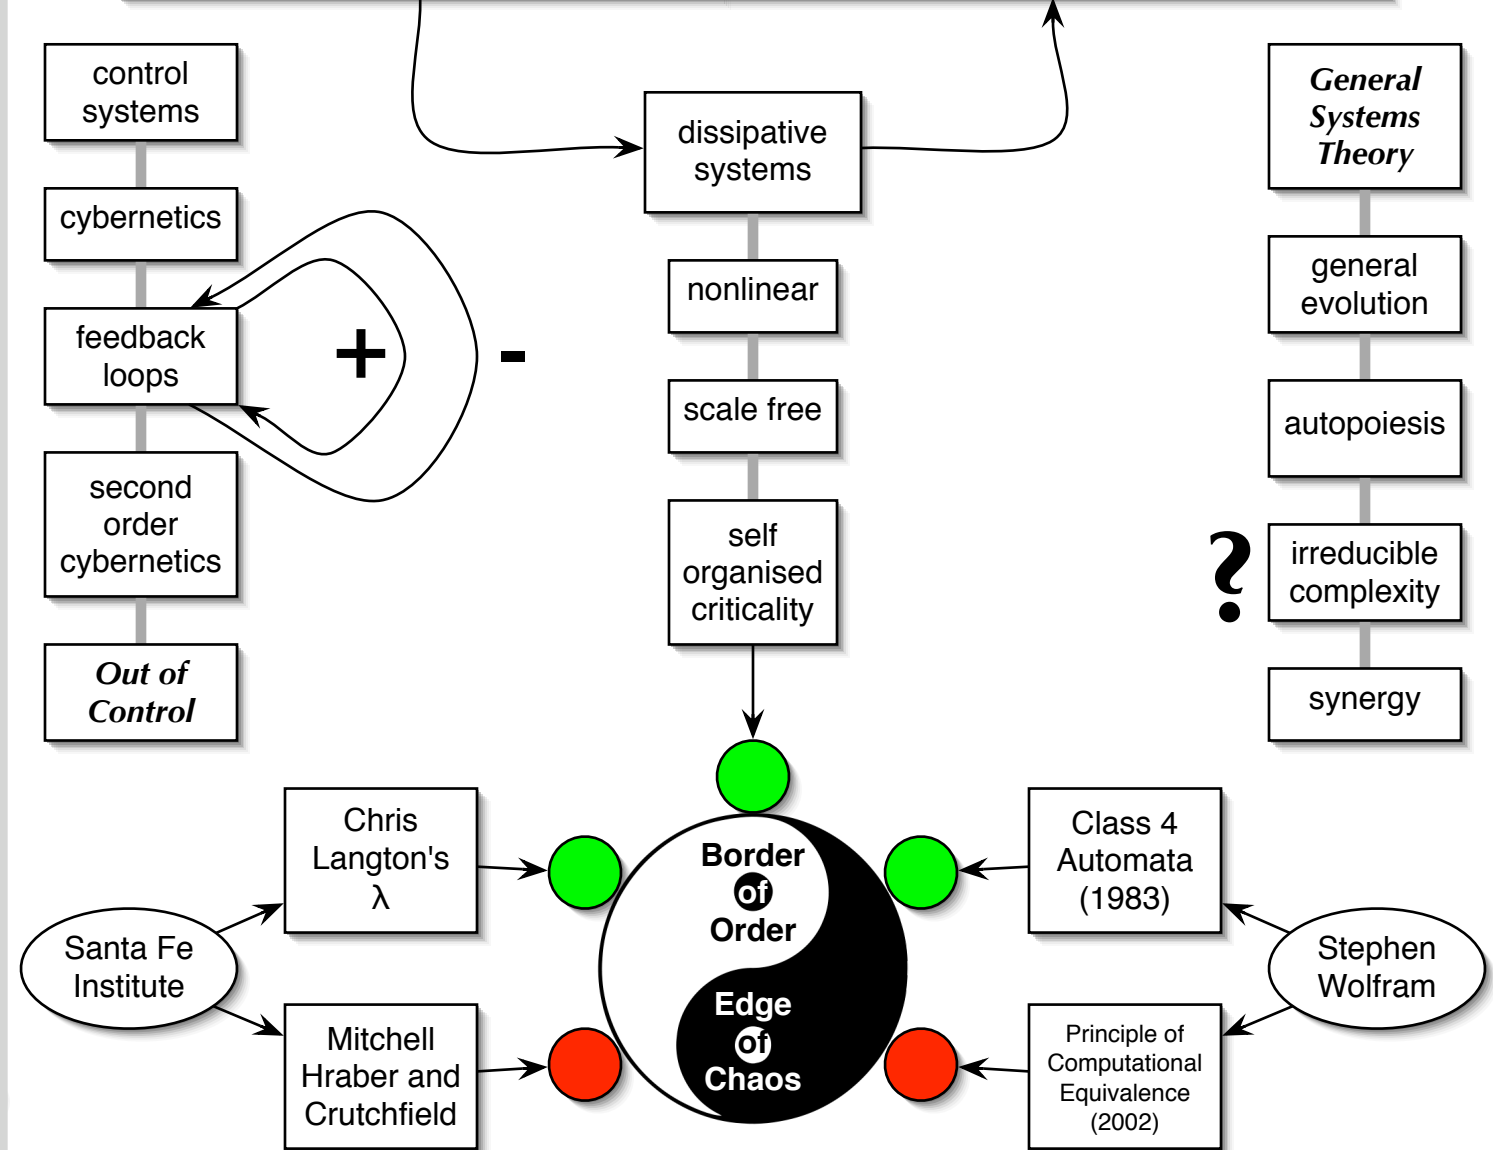 control
systems
cybernetics
feedback
loops
+
-
second
order
cybernetics
Out of
Control
dissipative
systems
nonlinear
scale free
self
organised
criticality
General
Systems
Theory
general
evolution
autopoiesis
?
irreducible
complexity
synergy
Santa Fe
Institute
Chris
Langton's
λ
Mitchell
Hraber and
Crutchfield
Border
of
Order
Edge
of
Chaos
Class 4
Automata
(1983)
Principle of
Computational
Equivalence
(2002)
Stephen
Wolfram